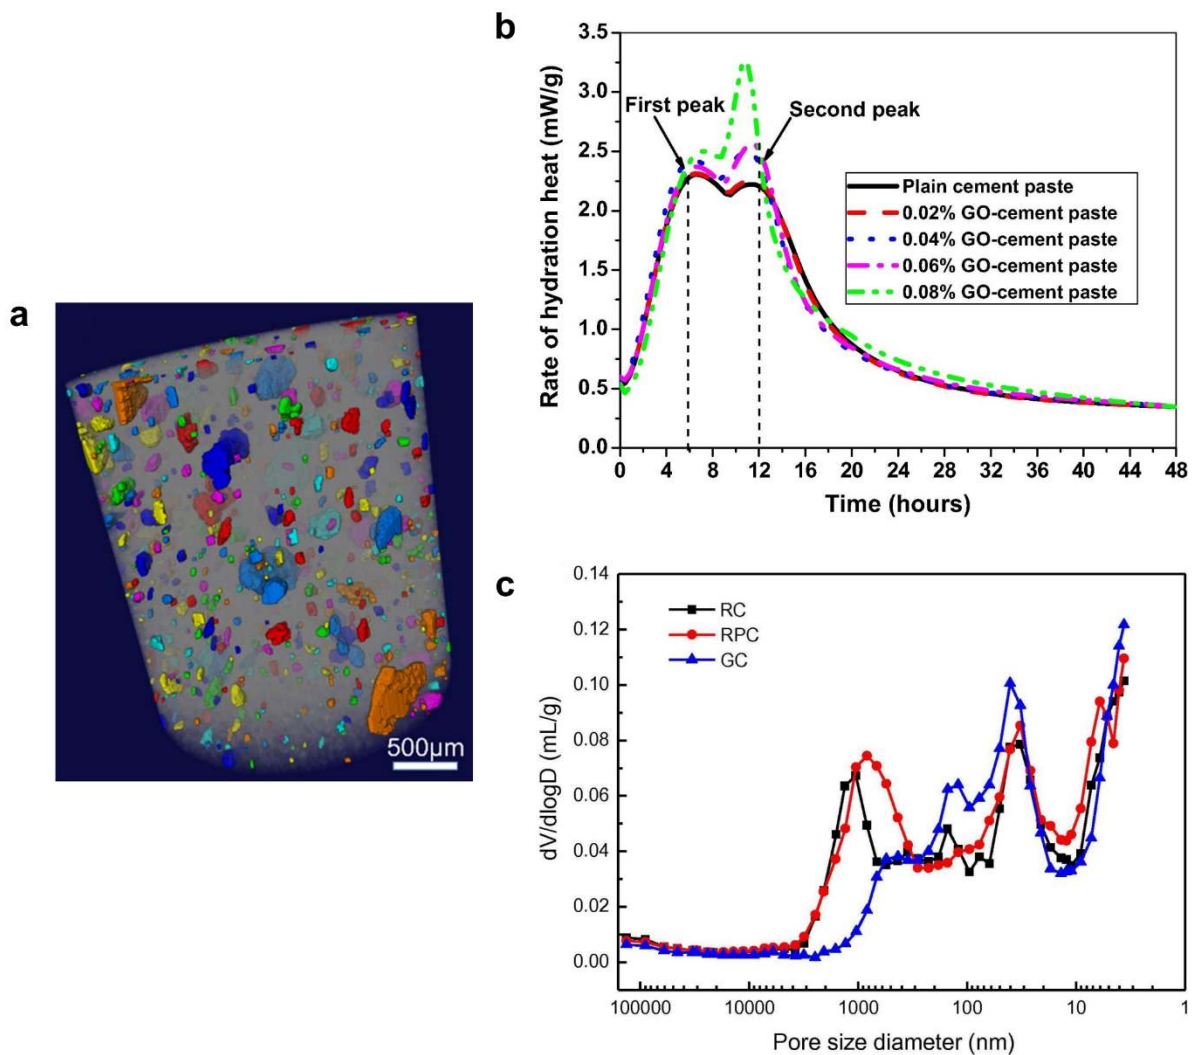 a
500μm
b
Rate of hydration heat (mW/g)
3.5
3.0
2.5
2.0
1.5
1.0
0.5
0.0
First peak
Second peak
Plain cement paste
0.02% GO-cement paste
0.04% GO-cement paste
0.06% GO-cement paste
0.08% GO-cement paste
0 4 8 12 16 20 24 28 32 36 40 44 48
Time (hours)
c
dV/dlogD (mL/g)
0.14
0.12
0.10
0.08
0.06
0.04
0.02
0.00
RC
RPC
GC
100000 10000 1000 100 10 1
Pore size diameter (nm)